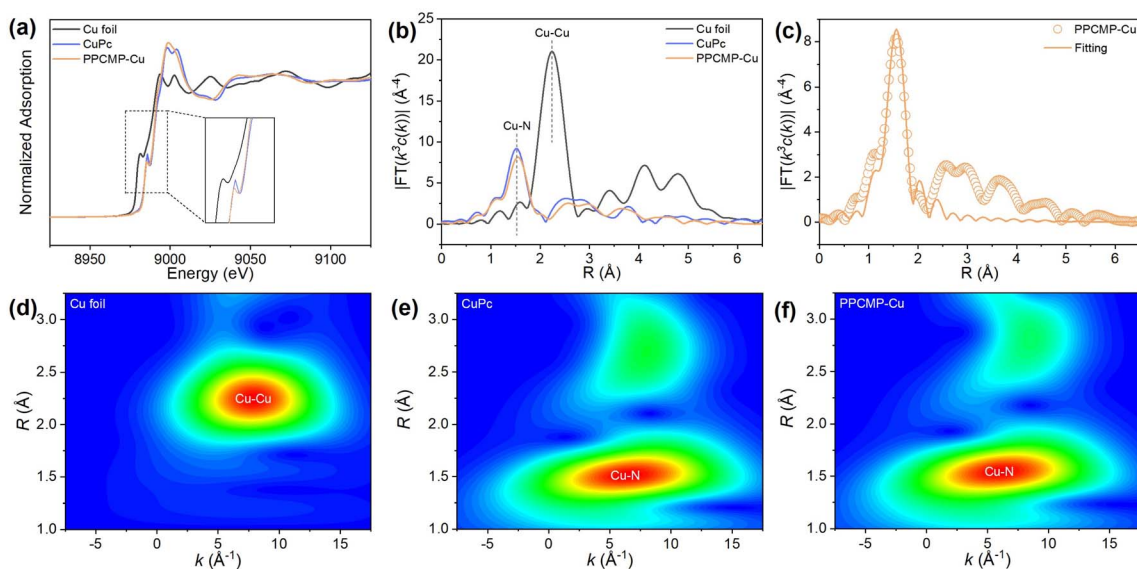 (a)
Cu foil
CuPc
PPCMP-Cu
Normalized Adsorption
8950 9000 9050 9100
Energy (eV)
(b)
Cu foil
CuPc
PPCMP-Cu
Cu-Cu
Cu-N
|FT(k³c(k))| (Å⁻⁴)
25
20
15
10
5
0
0 1 2 3 4 5 6
R (Å)
(c)
PPCMP-Cu
Fitting
|FT(k³c(k))| (Å⁻⁴)
8
6
4
2
0
0 1 2 3 4 5 6
R (Å)
(d)
Cu foil
Cu-Cu
R (Å)
3.0
2.5
2.0
1.5
1.0
-5 0 5 10 15
k (Å⁻¹)
(e)
CuPc
Cu-N
R (Å)
3.0
2.5
2.0
1.5
1.0
-5 0 5 10 15
k (Å⁻¹)
(f)
PPCMP-Cu
Cu-N
R (Å)
3.0
2.5
2.0
1.5
1.0
-5 0 5 10 15
k (Å⁻¹)